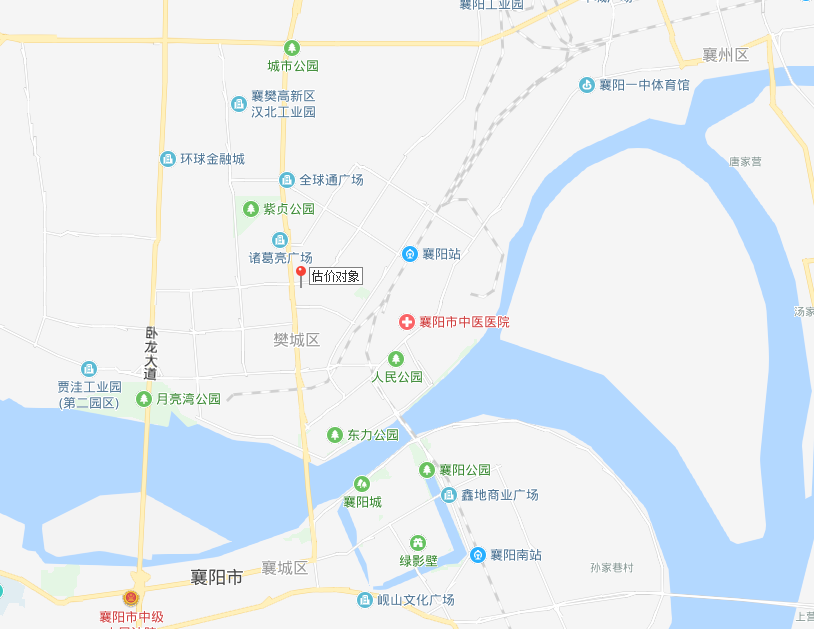 襄阳工业园
襄州区
城市公园
襄阳一中体育馆
襄樊高新区
汉北工业园
环球金融城
唐家营
全球通广场
紫贞公园
诸葛亮广场
襄阳站
估价对象
襄阳市中医医院
卧龙大道
樊城区
人民公园
贾洼工业园
(第二园区)
月亮湾公园
东力公园
襄阳公园
襄阳城
鑫地商业广场
绿影壁
襄阳南站
襄阳市
襄城区
孙家巷村
岘山文化广场
襄阳市中级